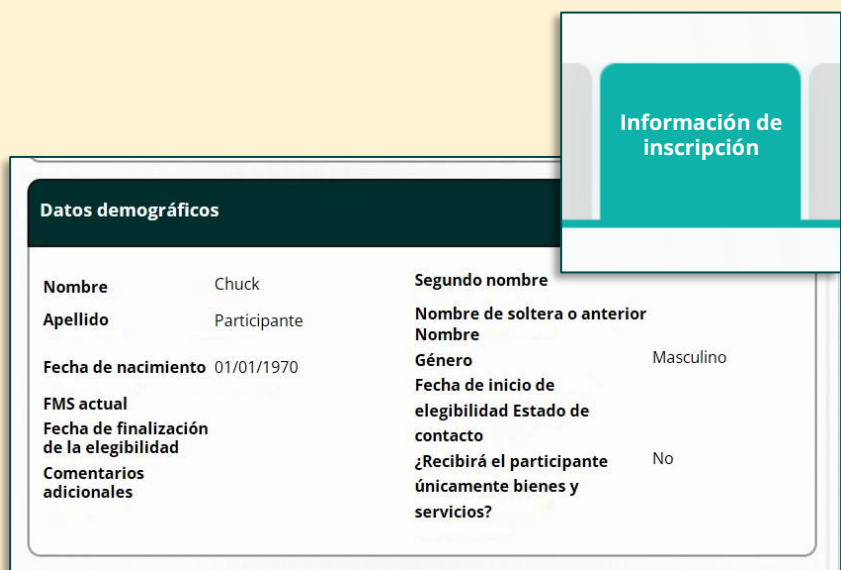 Información de
inscripción
Datos demográficos
Nombre Chuck
Apellido Participante
Fecha de nacimiento 01/01/1970
FMS actual
Fecha de finalización
de la elegibilidad
Comentarios
adicionales
Segundo nombre
Nombre de soltera o anterior
Nombre
Género Masculino
Fecha de inicio de
elegibilidad Estado de
contacto
¿Recibirá el participante No
únicamente bienes y
servicios?